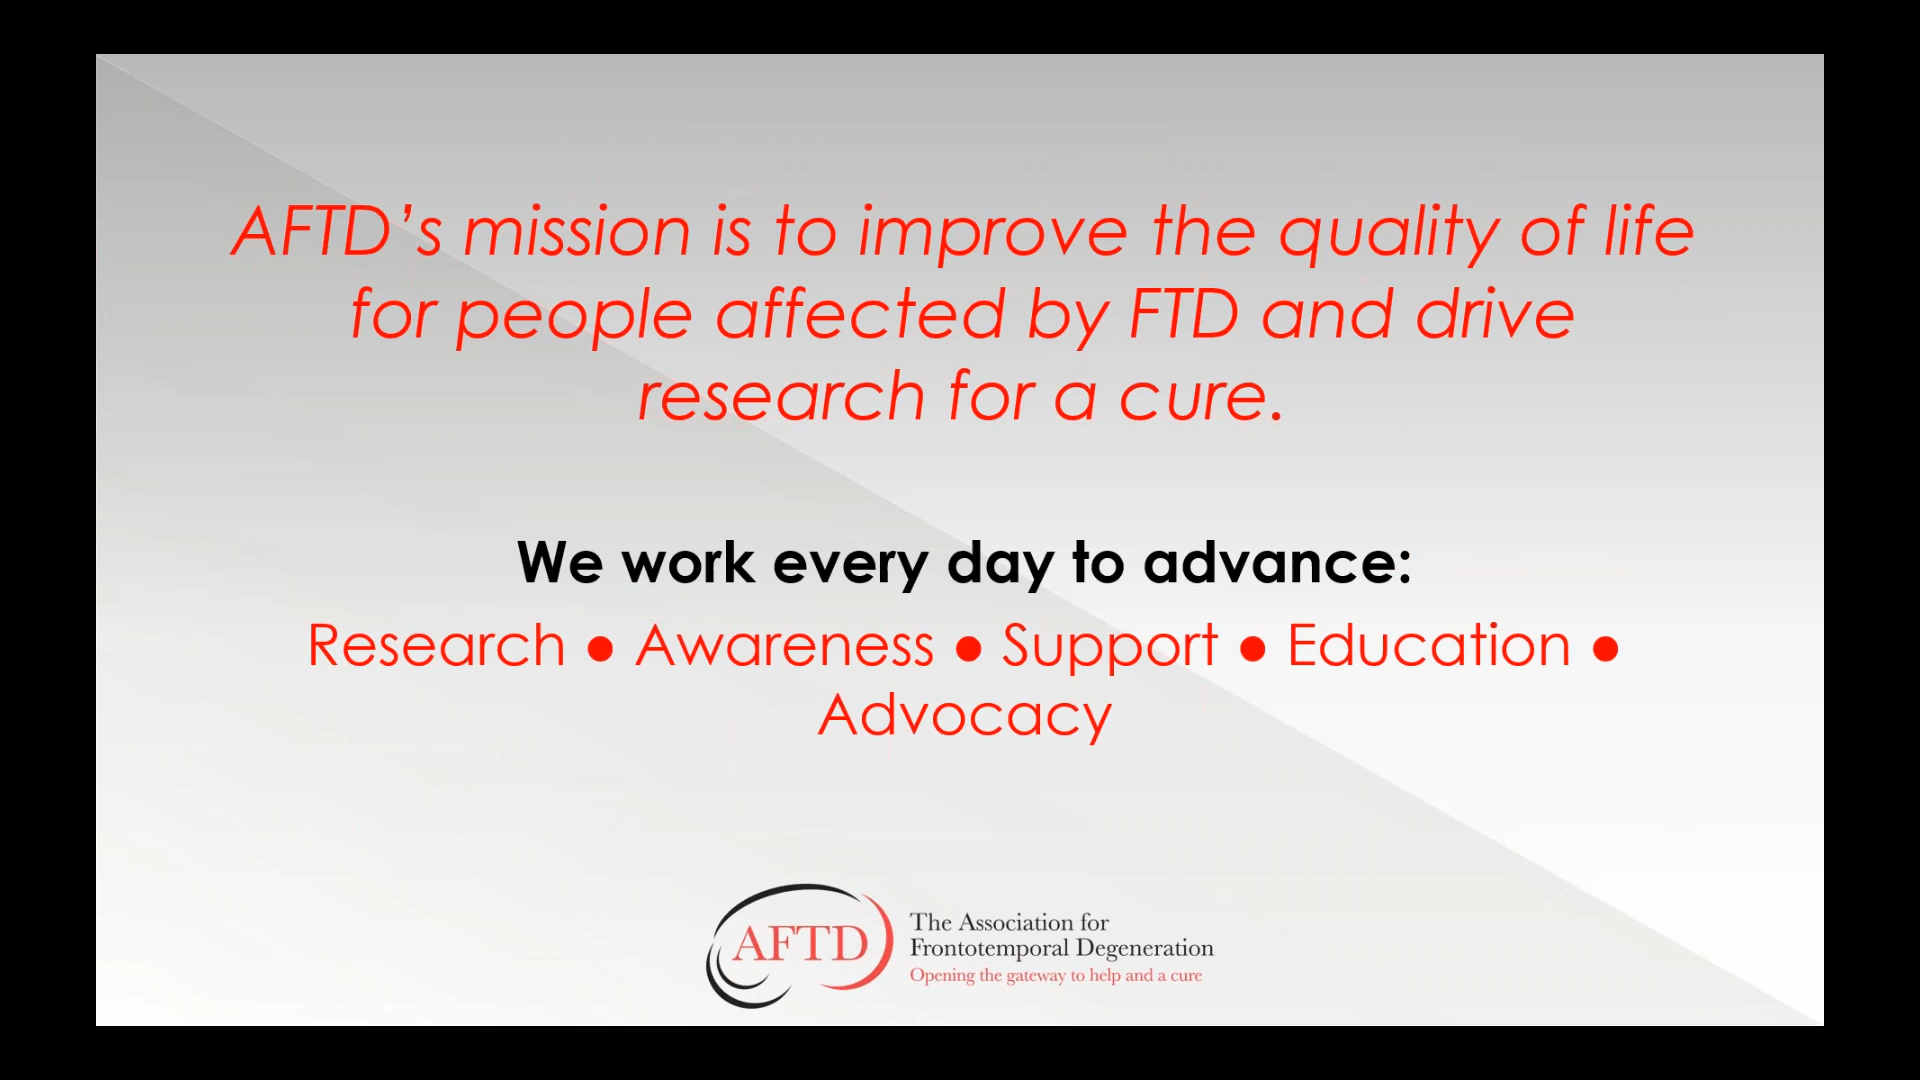 AFTD’s mission is to improve the quality of life
for people affected by FTD and drive
research for a cure.
We work every day to advance:
Research ● Awareness ● Support ● Education ●
Advocacy
AFTD
The Association for
Frontotemporal Degeneration
Opening the gateway to help and a cure